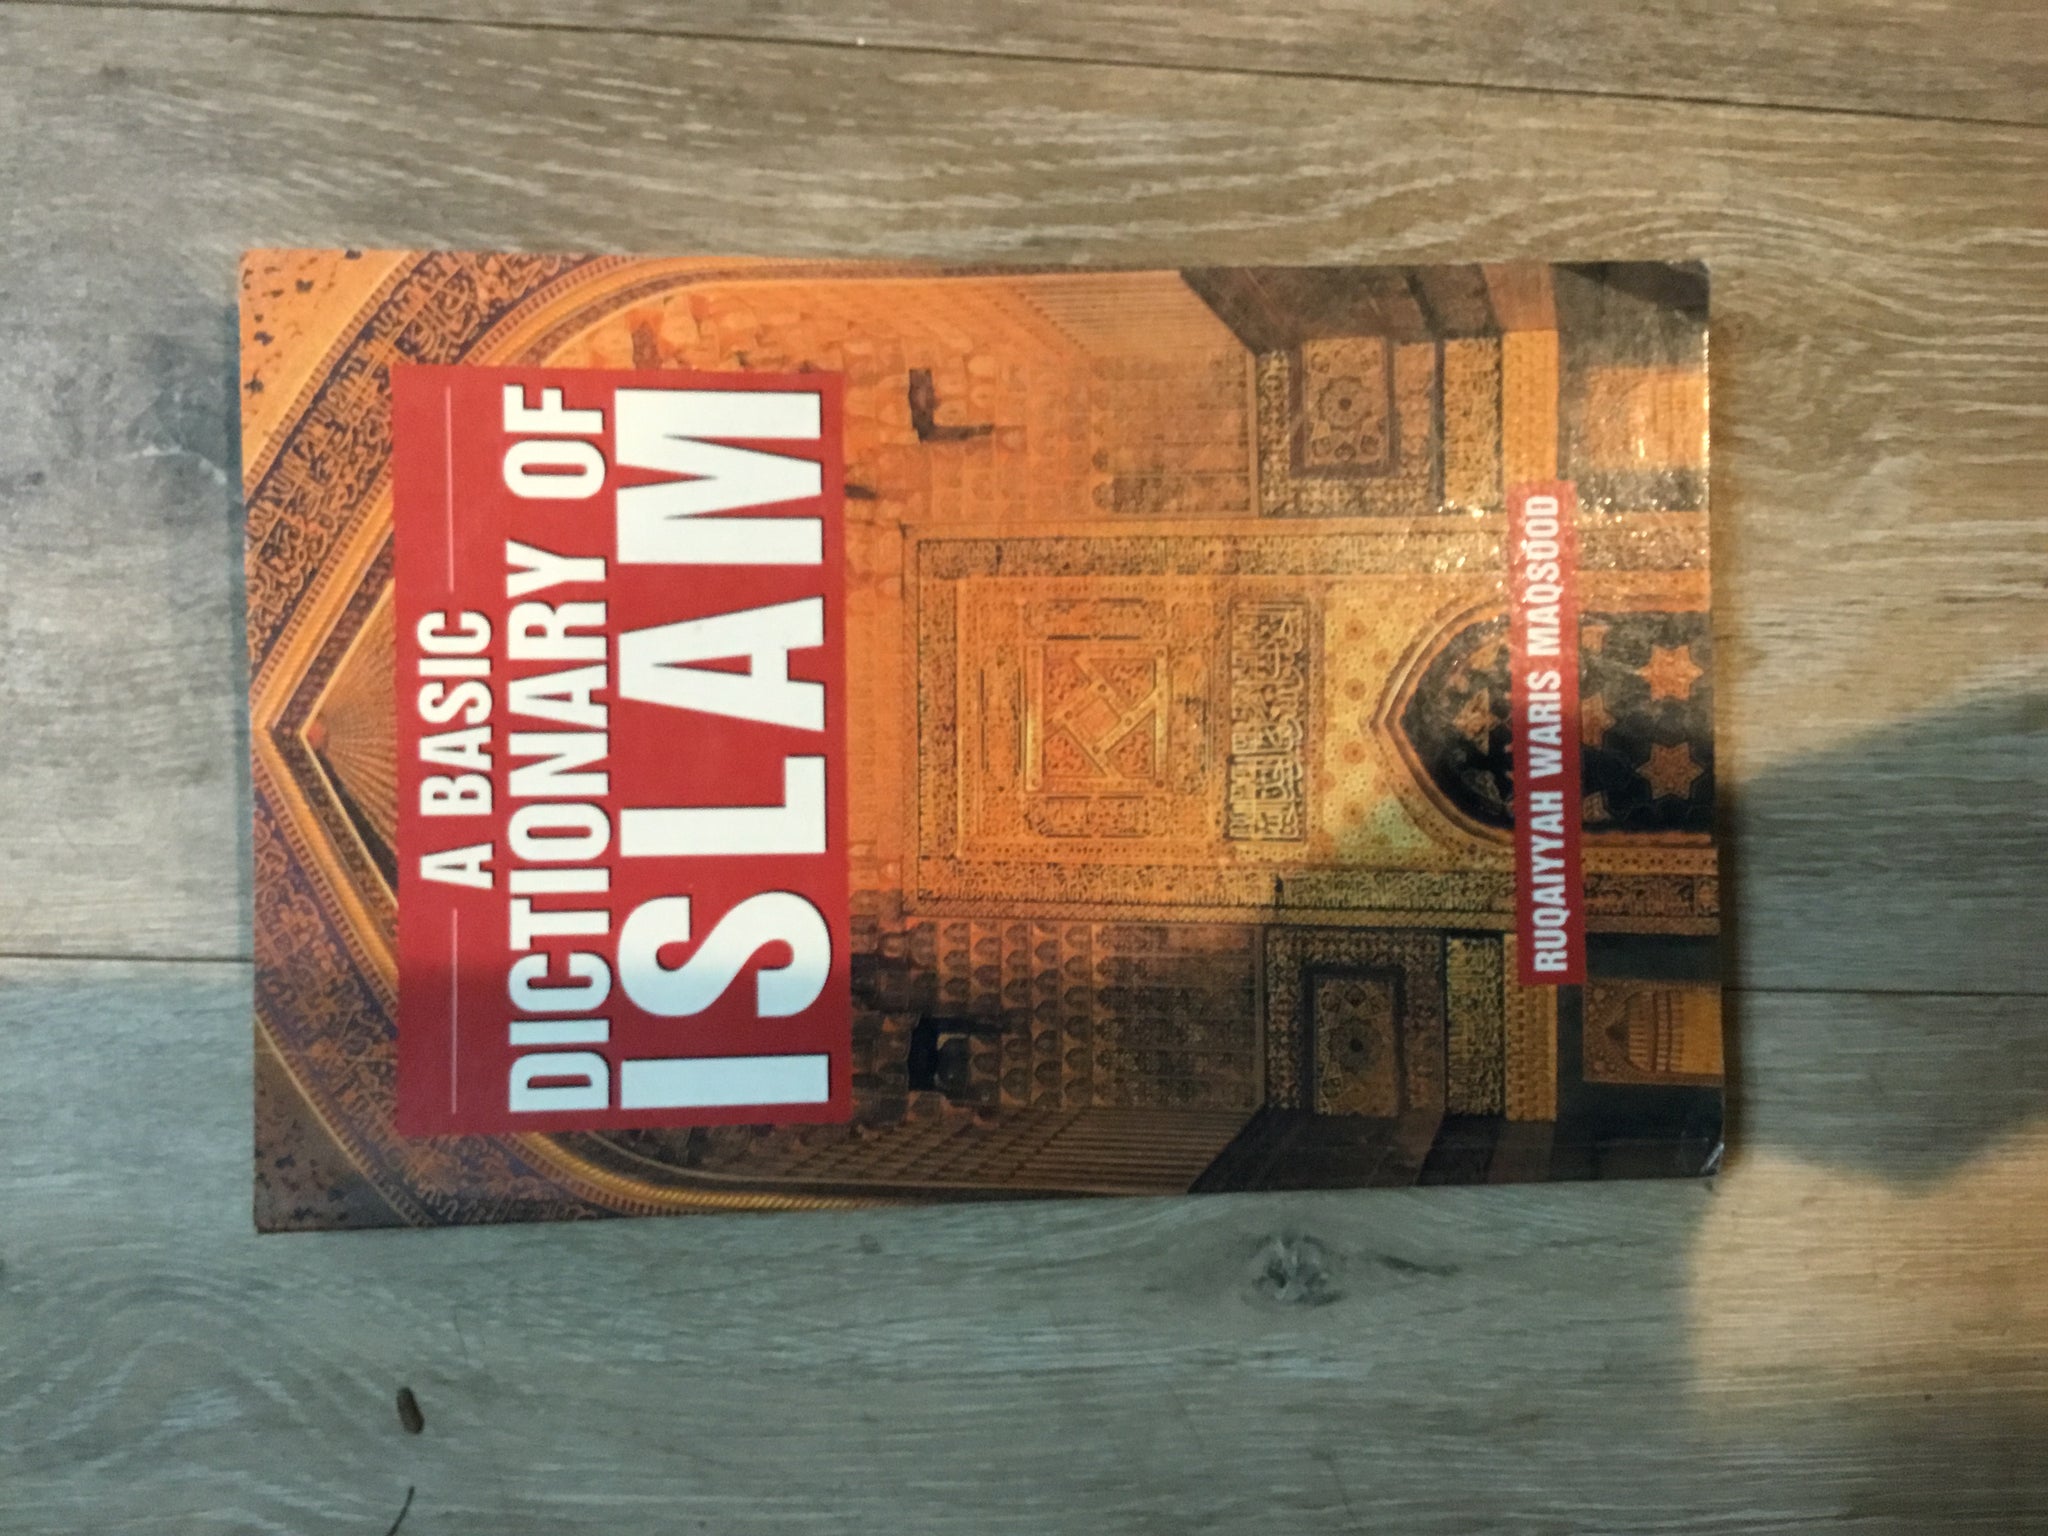 A BASIC
DICTIONARY OF
ISLAM
RUQAIYYAH WARIS MAQSOOD